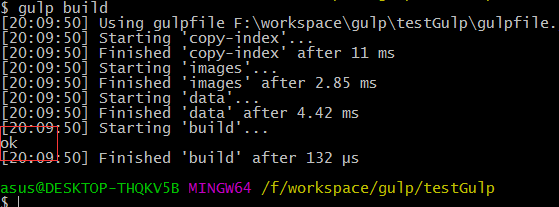 $ gulp build
[20:09:50] Using gulpfile F:\workspace\gulp\testGulp\gulpfile.
[20:09:50] Starting 'copy-index'...
[20:09:50] Finished 'copy-index' after 11 ms
[20:09:50] Starting 'images'...
[20:09:50] Finished 'images' after 2.85 ms
[20:09:50] Starting 'data'...
[20:09:50] Finished 'data' after 4.42 ms
[20:09:50] Starting 'build'...
ok
[20:09:50] Finished 'build' after 132 μs
asus@DESKTOP-THQKV5B MINGW64 /f/workspace/gulp/testGulp
$